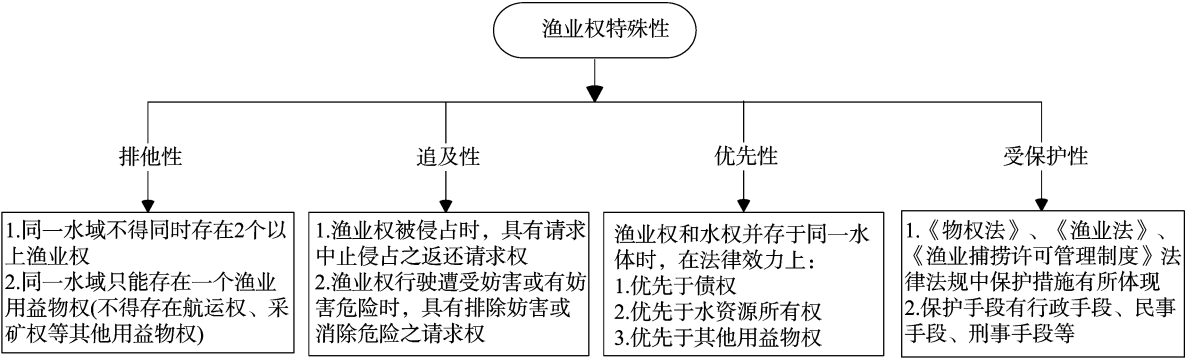 渔业权特殊性
排他性
追及性
优先性
受保护性
1.同一水域不得同时存在2个以
上渔业权
2.同一水域只能存在一个渔业
用益物权(不得存在航运权、采
矿权等其他用益物权)
1.渔业权被侵占时，具有请求
中止侵占之返还请求权
2.渔业权行驶遭受妨害或有妨
害危险时，具有排除妨害或
消除危险之请求权
渔业权和水权并存于同一水
体时，在法律效力上：
1.优先于债权
2.优先于水资源所有权
3.优先于其他用益物权
1.《物权法》、《渔业法》、
《渔业捕捞许可管理制度》法
律法规中保护措施有所体现
2.保护手段有行政手段、民事
手段、刑事手段等